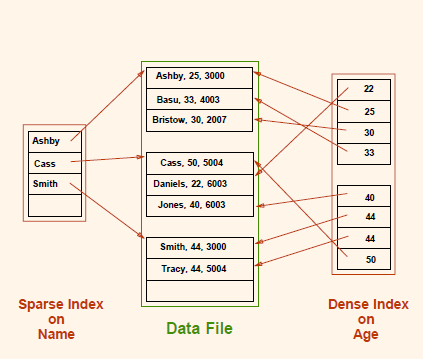 Ashby
Cass
Smith
Sparse Index
on
Name
Ashby, 25, 3000
Basu, 33, 4003
Bristow, 30, 2007
Cass, 50, 5004
Daniels, 22, 6003
Jones, 40, 6003
Smith, 44, 3000
Tracy, 44, 5004
Data File
22
25
30
33
40
44
44
50
Dense Index
on
Age